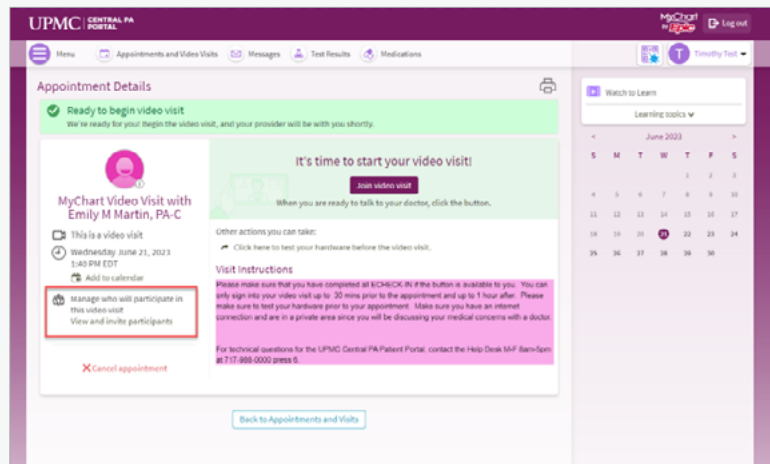 UPMC CENTRAL PA
PORTAL
MyChart
by Epic
Log out
Menu
Appointments and Video Visits
Messages
Test Results
Medications
T
Timothy Test
Appointment Details
Ready to begin video visit
We're ready for you! Begin the video visit, and your provider will be with you shortly.
MyChart Video Visit with
Emily M Martin, PA-C
This is a video visit
Wednesday June 21, 2023
1:40 PM EDT
Add to calendar
Manage who will participate in
this video visit
View and invite participants
Cancel appointment
It's time to start your video visit!
Join video visit
When you are ready to talk to your doctor, click the button.
Other actions you can take:
Click here to test your hardware before the video visit.
Visit Instructions
Please make sure that you have completed all ECHECK-IN if the button is available to you. You can
only sign into your video visit up to 30 mins prior to the appointment and up to 1 hour after. Please
make sure to test your hardware prior to your appointment. Make sure you have an internet
connection and are in a private area since you will be discussing your medical concerns with a doctor.
For technical questions for the UPMC Central PA Patient Portal, contact the Help Desk M-F 8am-5pm
at 717-988-0000 press 6.
Back to Appointments and Visits
Watch to Learn
Learning topics
< June 2023 >
S M T W T F S
1 2 3
4 5 6 7 8 9 10
11 12 13 14 15 16 17
18 19 20 21 22 23 24
25 26 27 28 29 30